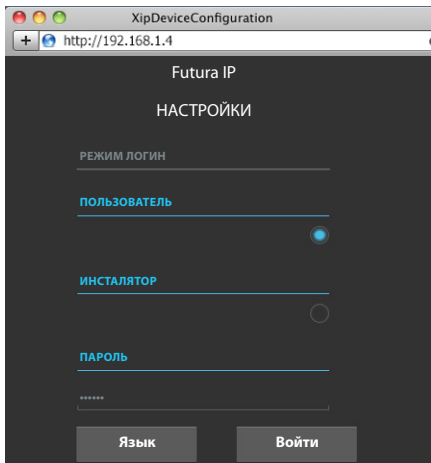 XipDeviceConfiguration
+ http://192.168.1.4
Futura IP
НАСТРОЙКИ
РЕЖИМ ЛОГИН
ПОЛЬЗОВАТЕЛЬ
ИНСТАЛЯТОР
ПАРОЛЬ
••••••
Язык Войти